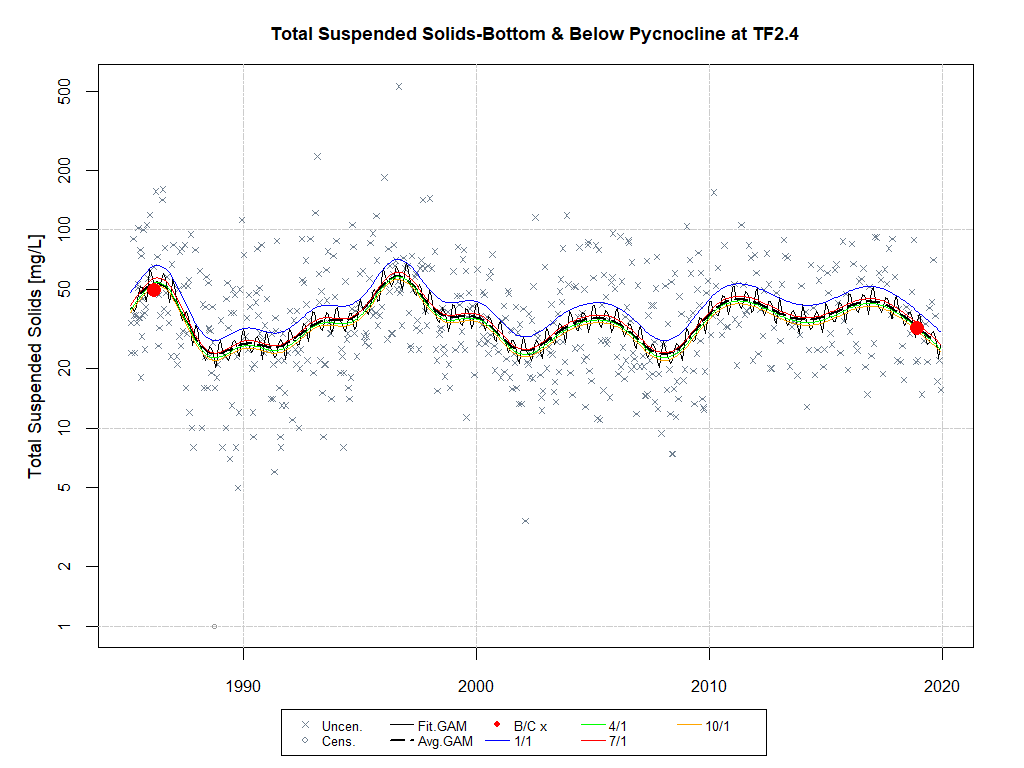 Total Suspended Solids-Bottom & Below Pycnocline at TF2.4
Total Suspended Solids [mg/L]
500
200
100
50
20
10
5
2
1
1990 2000 2010 2020
Uncen. Fit.GAM B/C x 4/1 10/1
Cens. Avg.GAM 1/1 7/1